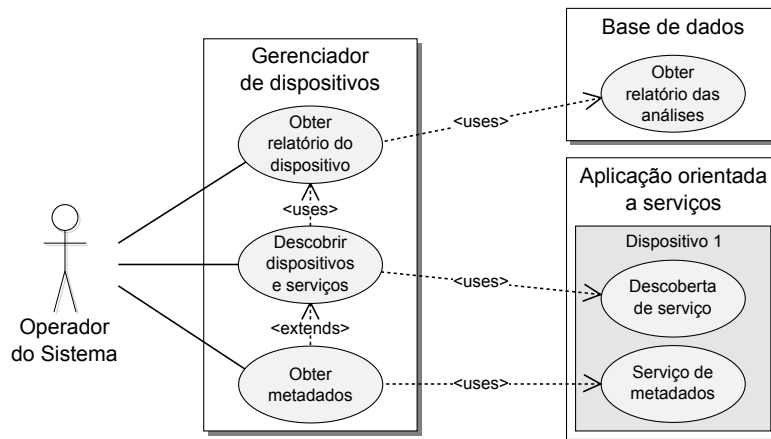 Gerenciador
de dispositivos
Obter
relatório do
dispositivo
<uses>
Descobrir
dispositivos
e serviços
<extends>
Obter
metadados
Operador
do Sistema
<uses>
<uses>
<uses>
Base de dados
Obter
relatório das
análises
Aplicação orientada
a serviços
Dispositivo 1
Descoberta
de serviço
Serviço de
metadados